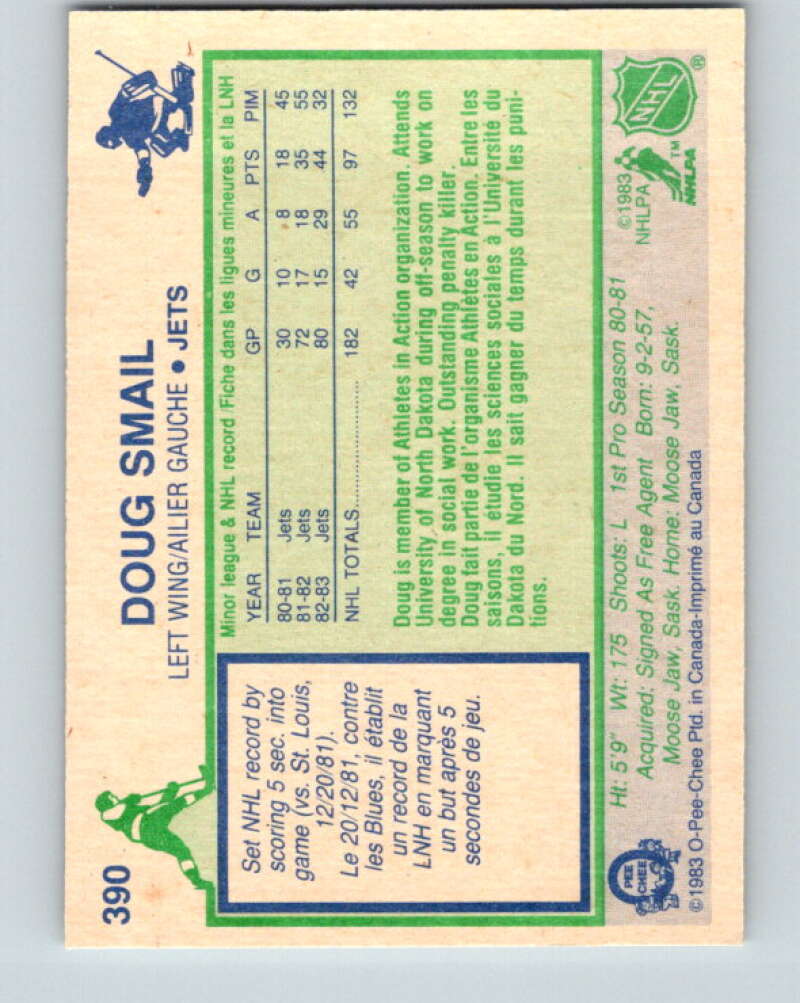 390
DOUG SMAIL
LEFT WING/AILIER GAUCHE • JETS
Set NHL record by
scoring 5 sec. into
game (vs. St. Louis,
12/20/81).
Le 20/12/81, contre
les Blues, il établit
un record de la
LNH en marquant
un but après 5
secondes de jeu.
Minor league & NHL record/Fiche dans les ligues mineures et la LNH
YEAR TEAM GP G A PTS PIM
80-81 Jets 30 10 8 18 45
81-82 Jets 72 17 18 35 55
82-83 Jets 80 15 29 44 32
NHL TOTALS 182 42 55 97 132
Doug is member of Athletes in Action organization. Attends
University of North Dakota during off-season to work on
degree in social work. Outstanding penalty killer.
Doug fait partie de l'organisme Athlètes en Action. Entre les
saisons, il étudie les sciences sociales à l'Université du
Dakota du Nord. Il sait gagner du temps durant les puni-
tions.
O PEE CHEE
Ht: 5'9" Wt: 175 Shoots: L 1st Pro Season 80-81
Acquired: Signed As Free Agent Born: 9-2-57,
Moose Jaw, Sask. Home: Moose Jaw, Sask.
©1983 O-Pee-Chee Ptd. in Canada-Imprimé au Canada
©1983
NHLPA
NHLPA™
NHL®